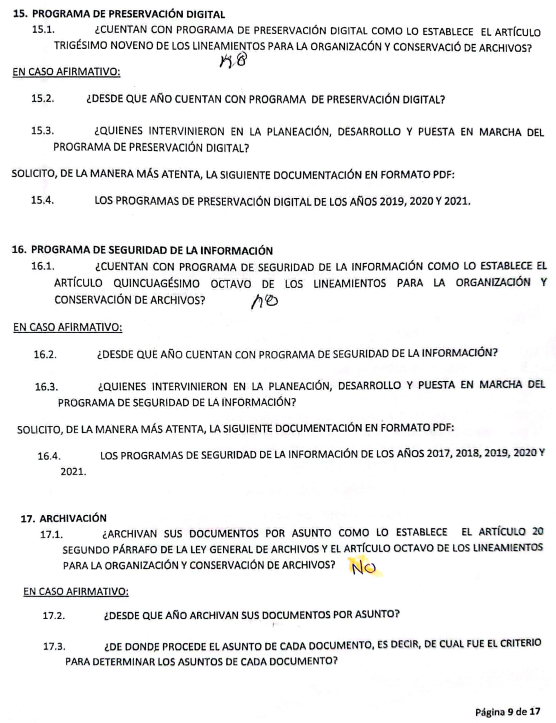 15. PROGRAMA DE PRESERVACIÓN DIGITAL
15.1. ¿CUENTAN CON PROGRAMA DE PRESERVACIÓN DIGITAL COMO LO ESTABLECE EL ARTÍCULO
TRIGÉSIMO NOVENO DE LOS LINEAMIENTOS PARA LA ORGANIZACÓN Y CONSERVACIÓ DE ARCHIVOS?
NO
EN CASO AFIRMATIVO:
15.2. ¿DESDE QUE AÑO CUENTAN CON PROGRAMA DE PRESERVACIÓN DIGITAL?
15.3. ¿QUIENES INTERVINIERON EN LA PLANEACIÓN, DESARROLLO Y PUESTA EN MARCHA DEL
PROGRAMA DE PRESERVACIÓN DIGITAL?
SOLICITO, DE LA MANERA MÁS ATENTA, LA SIGUIENTE DOCUMENTACIÓN EN FORMATO PDF:
15.4. LOS PROGRAMAS DE PRESERVACIÓN DIGITAL DE LOS AÑOS 2019, 2020 Y 2021.
16. PROGRAMA DE SEGURIDAD DE LA INFORMACIÓN
16.1. ¿CUENTAN CON PROGRAMA DE SEGURIDAD DE LA INFORMACIÓN COMO LO ESTABLECE EL
ARTÍCULO QUINCUAGÉSIMO OCTAVO DE LOS LINEAMIENTOS PARA LA ORGANIZACIÓN Y
CONSERVACIÓN DE ARCHIVOS? NO
EN CASO AFIRMATIVO:
16.2. ¿DESDE QUE AÑO CUENTAN CON PROGRAMA DE SEGURIDAD DE LA INFORMACIÓN?
16.3. ¿QUIENES INTERVINIERON EN LA PLANEACIÓN, DESARROLLO Y PUESTA EN MARCHA DEL
PROGRAMA DE SEGURIDAD DE LA INFORMACIÓN?
SOLICITO, DE LA MANERA MÁS ATENTA, LA SIGUIENTE DOCUMENTACIÓN EN FORMATO PDF:
16.4. LOS PROGRAMAS DE SEGURIDAD DE LA INFORMACIÓN DE LOS AÑOS 2017, 2018, 2019, 2020 Y
2021.
17. ARCHIVACIÓN
17.1. ¿ARCHIVAN SUS DOCUMENTOS POR ASUNTO COMO LO ESTABLECE EL ARTÍCULO 20
SEGUNDO PÁRRAFO DE LA LEY GENERAL DE ARCHIVOS Y EL ARTÍCULO OCTAVO DE LOS LINEAMIENTOS
PARA LA ORGANIZACIÓN Y CONSERVACIÓN DE ARCHIVOS? NO
EN CASO AFIRMATIVO:
17.2. ¿DESDE QUE AÑO ARCHIVAN SUS DOCUMENTOS POR ASUNTO?
17.3. ¿DE DONDE PROCEDE EL ASUNTO DE CADA DOCUMENTO, ES DECIR, DE CUAL FUE EL CRITERIO
PARA DETERMINAR LOS ASUNTOS DE CADA DOCUMENTO?
Página 9 de 17